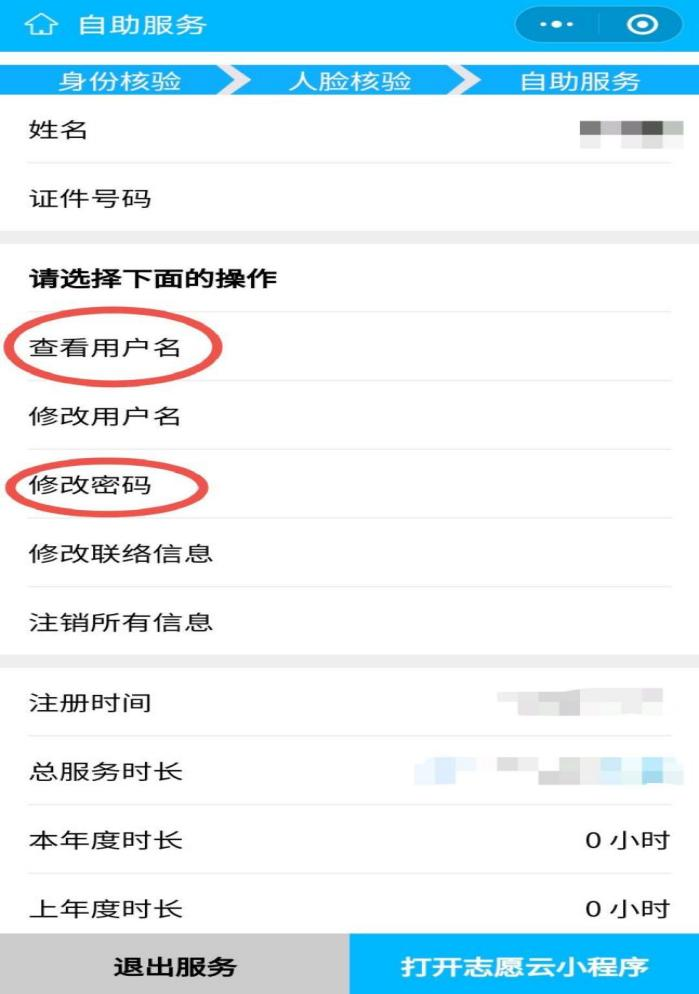 自助服务
身份核验 人脸核验 自助服务
姓名
证件号码
请选择下面的操作
查看用户名
修改用户名
修改密码
修改联络信息
注销所有信息
注册时间
总服务时长
本年度时长 0 小时
上年度时长 0 小时
退出服务 打开志愿云小程序